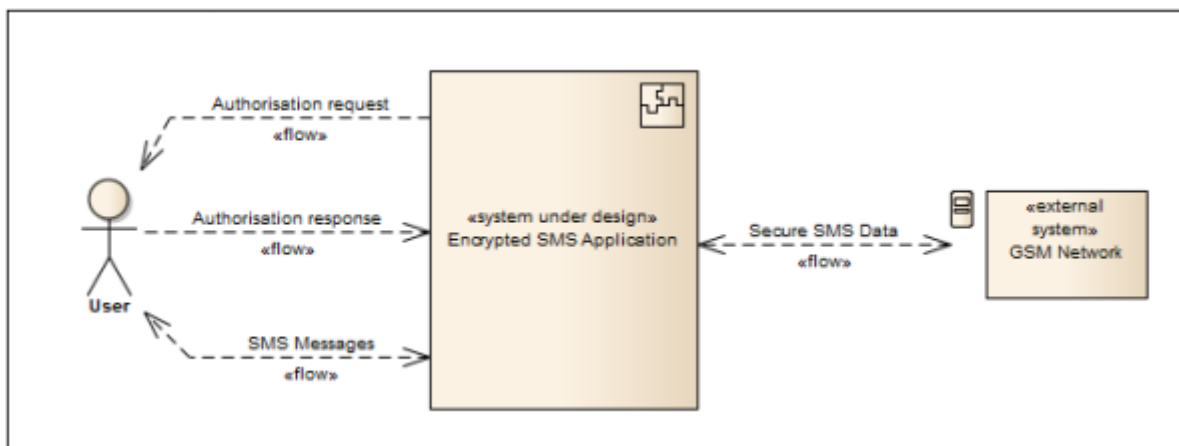 Authorisation request
«flow»
Authorisation response
«flow»
User
SMS Messages
«flow»
«system under design»
Encrypted SMS Application
Secure SMS Data
«flow»
«external
system»
GSM Network